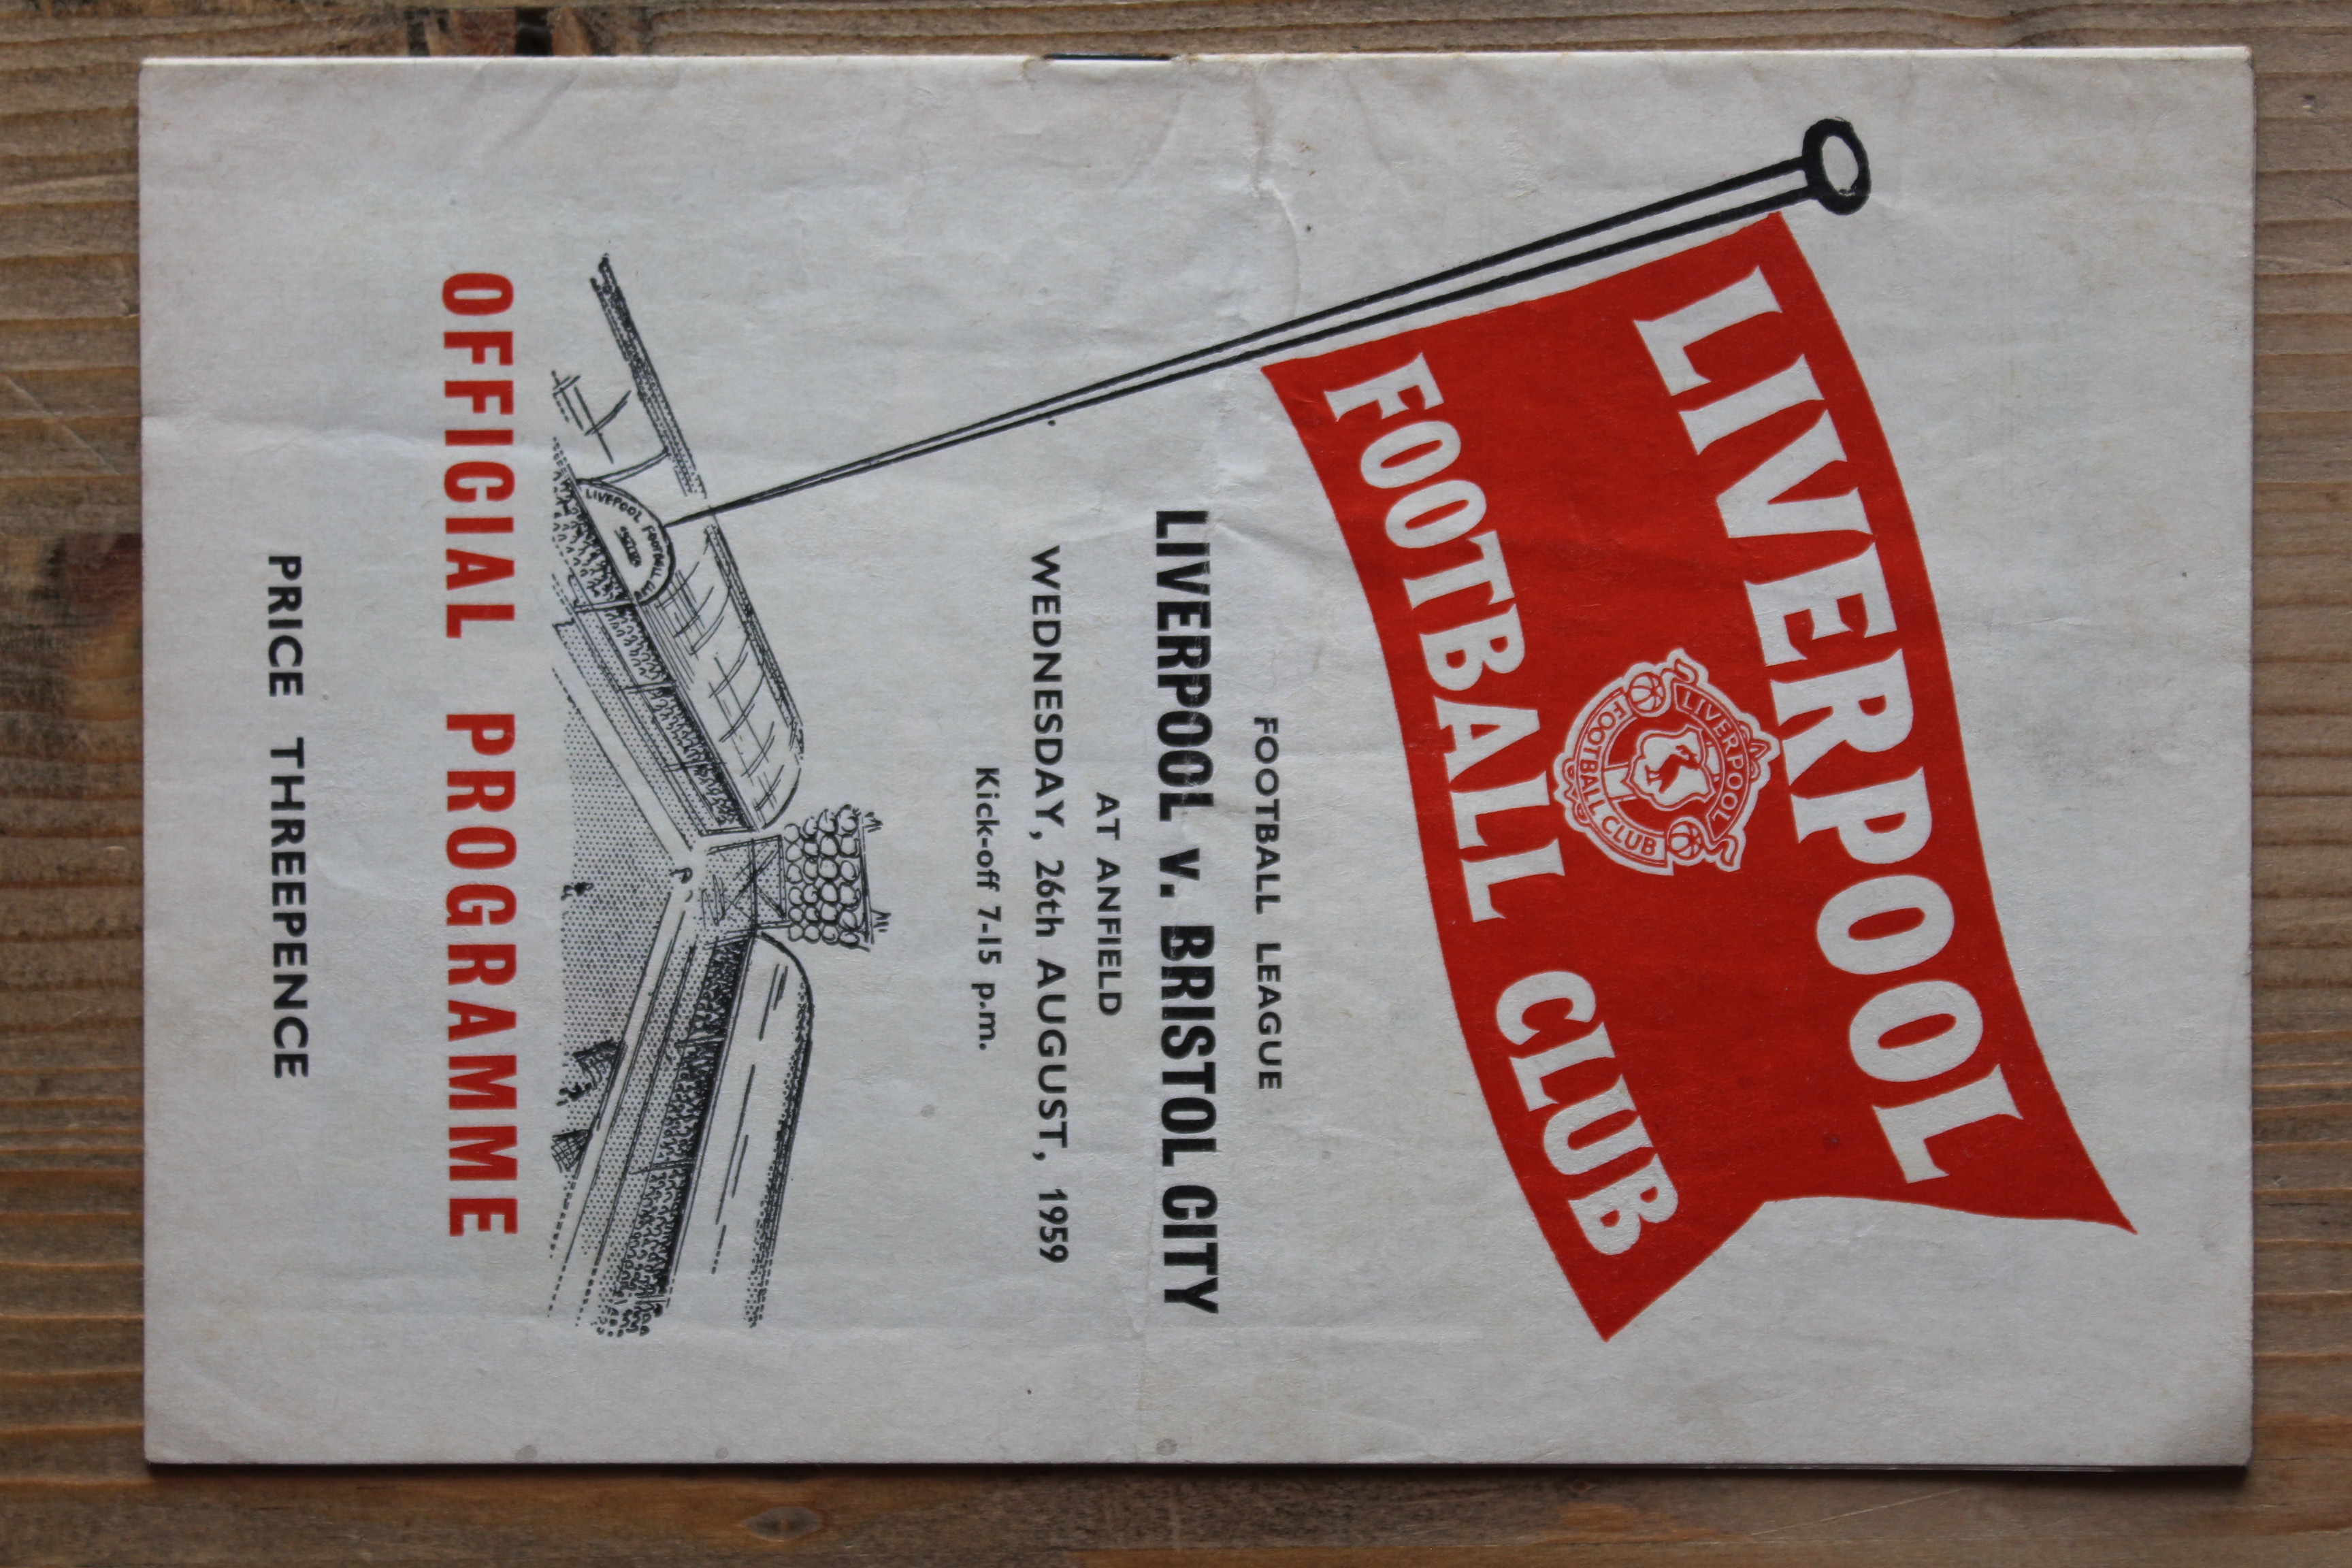 LIVERPOOL
FOOTBALL CLUB
LIVERPOOL
FOOTBALL CLUB
FOOTBALL LEAGUE
LIVERPOOL v. BRISTOL CITY
AT ANFIELD
WEDNESDAY, 26th AUGUST, 1959
Kick-off 7-15 p.m.
LIVERPOOL FOOTBALL
OFFICIAL PROGRAMME
PRICE THREEPENCE